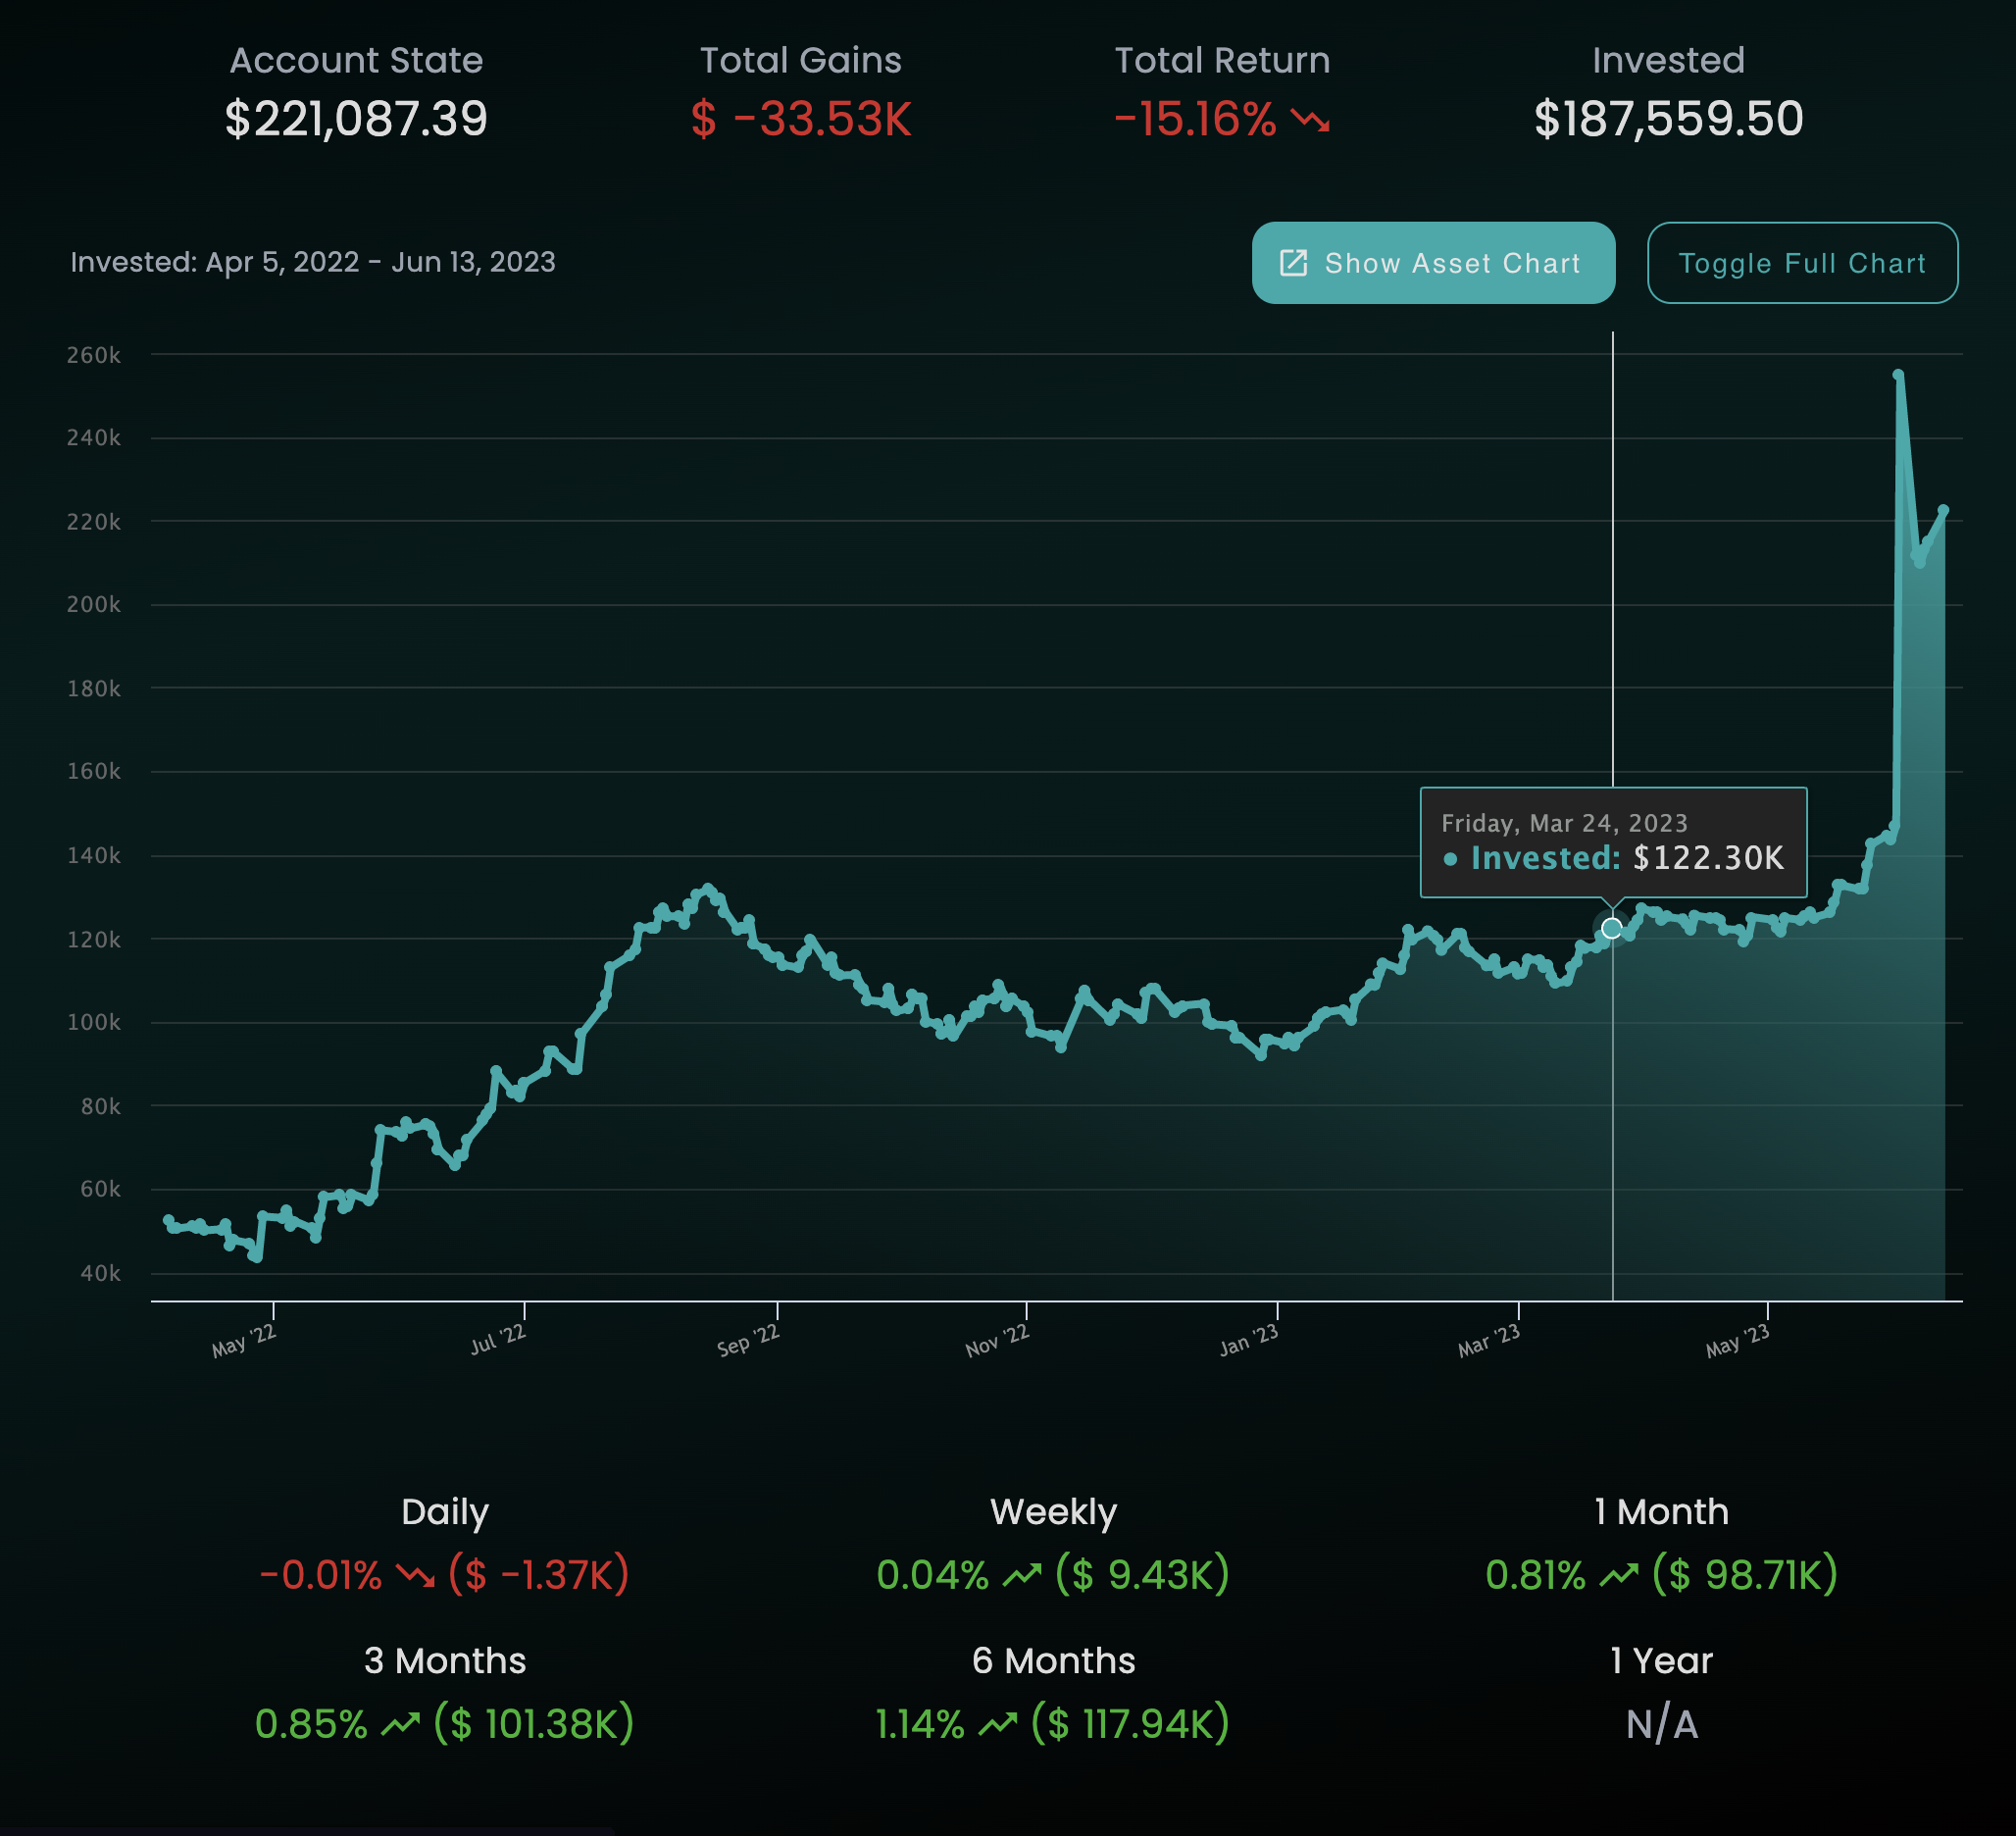 Account State
$221,087.39
Total Gains
$ -33.53K
Total Return
-15.16%
Invested
$187,559.50
Invested: Apr 5, 2022 - Jun 13, 2023
Show Asset Chart
Toggle Full Chart
260k
240k
220k
200k
180k
160k
140k
120k
100k
80k
60k
40k
Friday, Mar 24, 2023
Invested: $122.30K
May '22
Jul '22
Sep '22
Nov '22
Jan '23
Mar '23
May '23
Daily
-0.01% ($ -1.37K)
Weekly
0.04% ($ 9.43K)
1 Month
0.81% ($ 98.71K)
3 Months
0.85% ($ 101.38K)
6 Months
1.14% ($ 117.94K)
1 Year
N/A